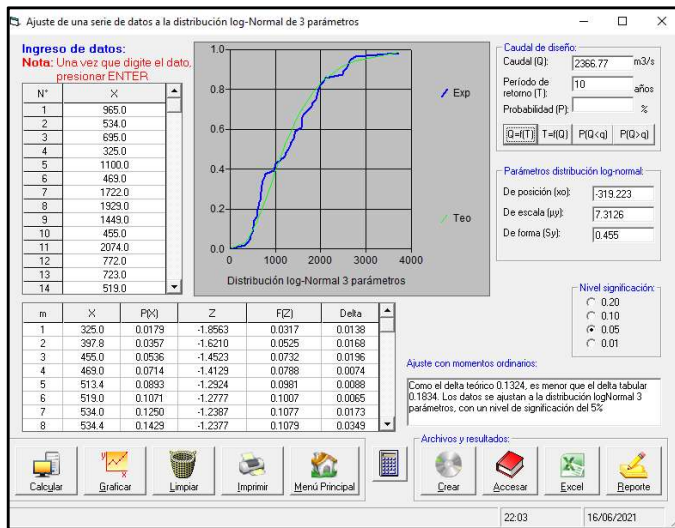 Ajuste de una serie de datos a la distribución log-Normal de 3 parámetros
Ingreso de datos:
Nota: Una vez que digite el dato,
presionar ENTER
N° X
1 965.0
2 534.0
3 695.0
4 325.0
5 1100.0
6 469.0
7 1722.0
8 1929.0
9 1449.0
10 455.0
11 2074.0
12 772.0
13 723.0
14 519.0
1.0
0.8
0.6
0.4
0.2
0.0
0 1000 2000 3000 4000
Exp
Teo
Distribución log-Normal 3 parámetros
Caudal de diseño:
Caudal (Q): 2366.77 m3/s
Período de
retorno (T): 10 años
Probabilidad (P): %
Q=f(T) T=f(Q) P(Q<q) P(Q>q)
Parámetros distribución log-normal:
De posición (xo) -319.223
De escala (µy): 7.3126
De forma (Sy): 0.455
Nivel significación:
0.20
0.10
0.05
0.01
m X P(X) Z F(Z) Delta
1 325.0 0.0179 -1.8563 0.0317 0.0138
2 397.8 0.0357 -1.6210 0.0525 0.0168
3 455.0 0.0536 -1.4523 0.0732 0.0196
4 469.0 0.0714 -1.4129 0.0788 0.0074
5 513.4 0.0893 -1.2924 0.0981 0.0088
6 519.0 0.1071 -1.2777 0.1007 0.0065
7 534.0 0.1250 -1.2387 0.1077 0.0173
8 534.4 0.1429 -1.2377 0.1079 0.0349
Ajuste con momentos ordinarios:
Como el delta teórico 0.1324, es menor que el delta tabular
0.1834. Los datos se ajustan a la distribución logNormal 3
parámetros, con un nivel de significación del 5%
Archivos y resultados:
Calcular Graficar Limpiar Imprimir Menú Principal Crear Accesar Excel Reporte
22:03 16/06/2021